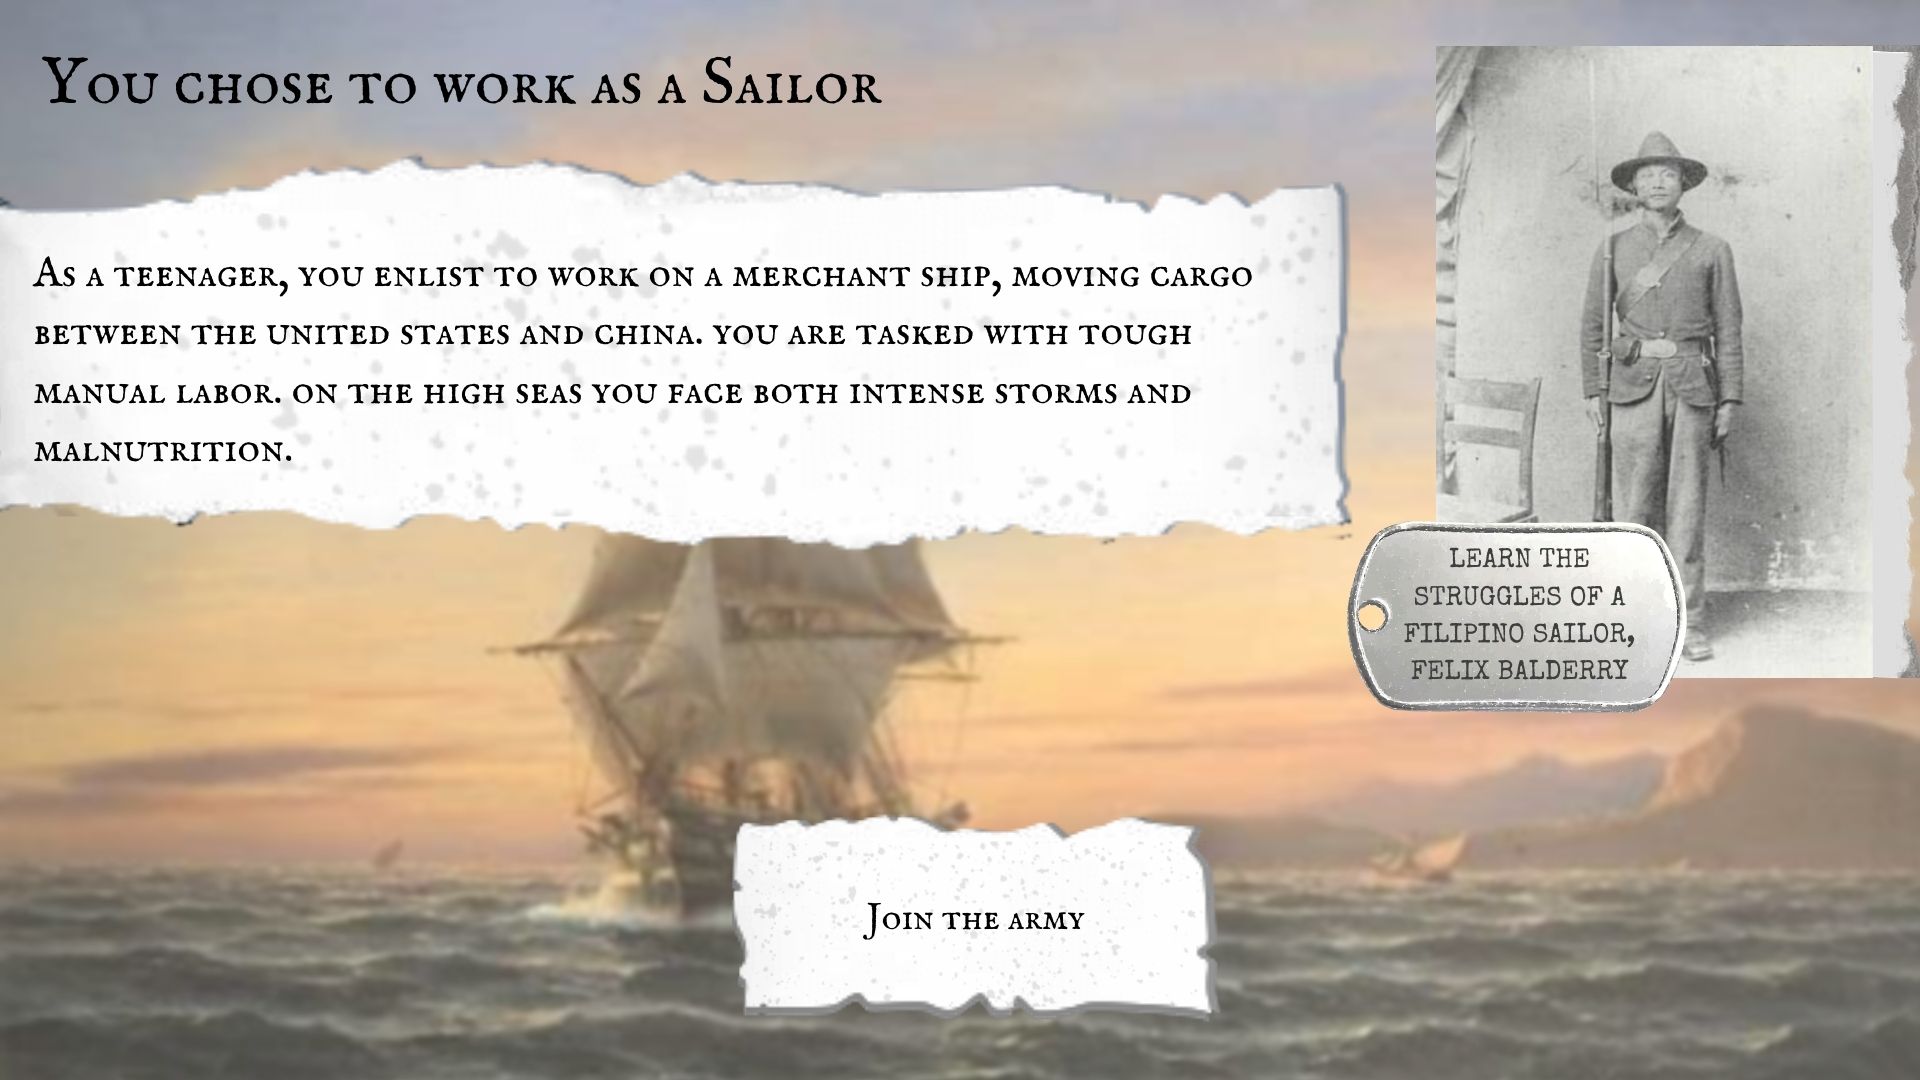 You chose to work as a Sailor
As a teenager, you enlist to work on a merchant ship, moving cargo
between the united states and china. you are tasked with tough
manual labor. on the high seas you face both intense storms and
malnutrition.
LEARN THE
STRUGGLES OF A
FILIPINO SAILOR,
FELIX BALDERRY
Join the army